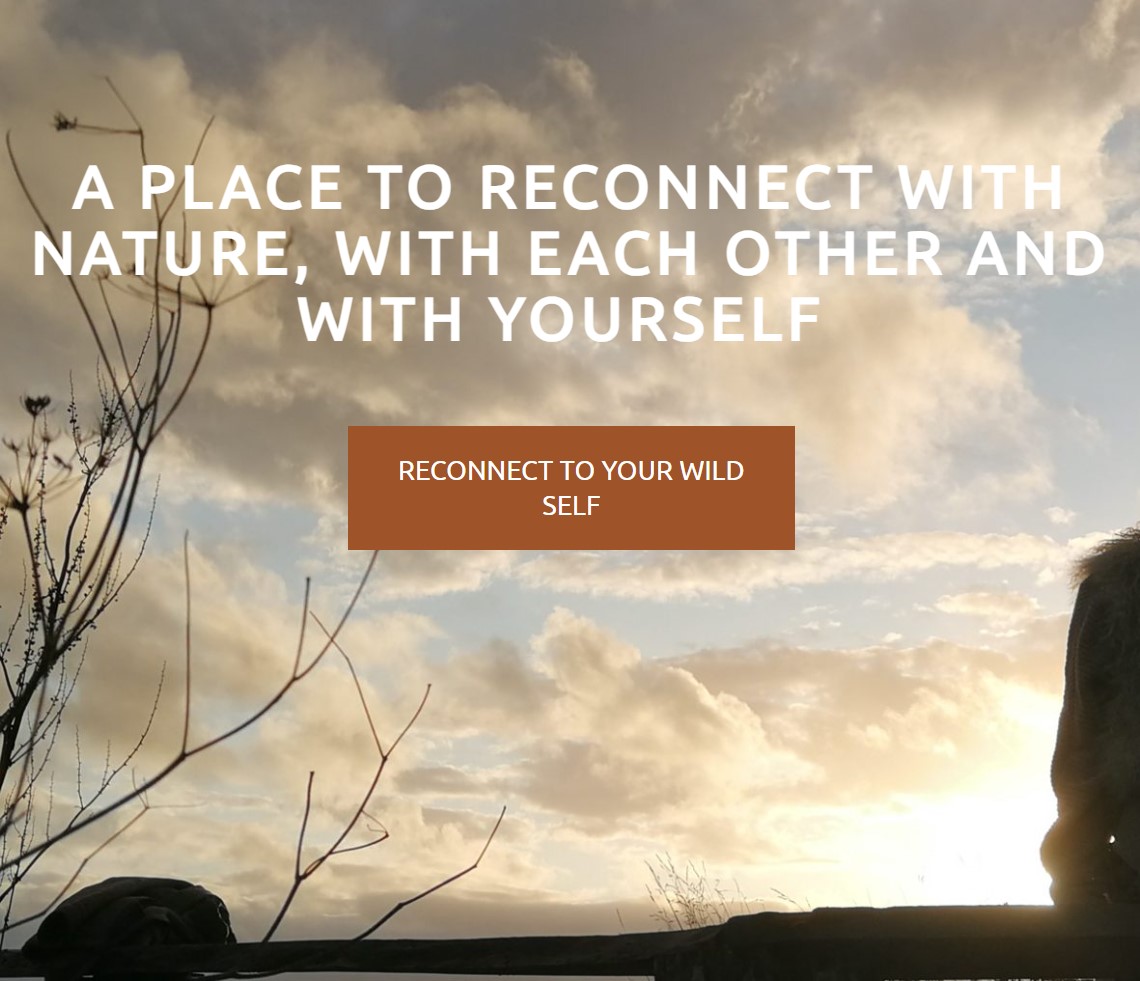 A PLACE TO RECONNECT WITH
NATURE, WITH EACH OTHER AND
WITH YOURSELF
RECONNECT TO YOUR WILD
SELF